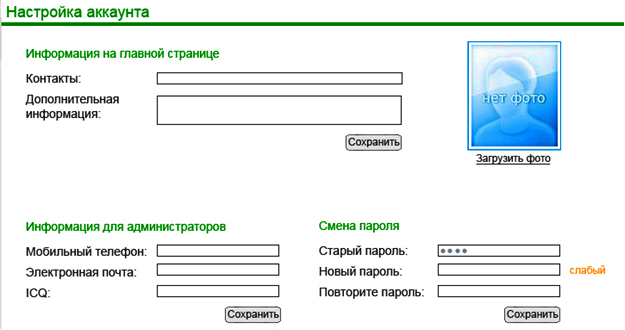 Настройка аккаунта
Информация на главной странице
Контакты:
Дополнительная
информация:
Сохранить
нет фото
Загрузить фото
Информация для администраторов
Мобильный телефон:
Электронная почта:
ICQ:
Сохранить
Смена пароля
Старый пароль: ••••
Новый пароль: слабый
Повторите пароль:
Сохранить